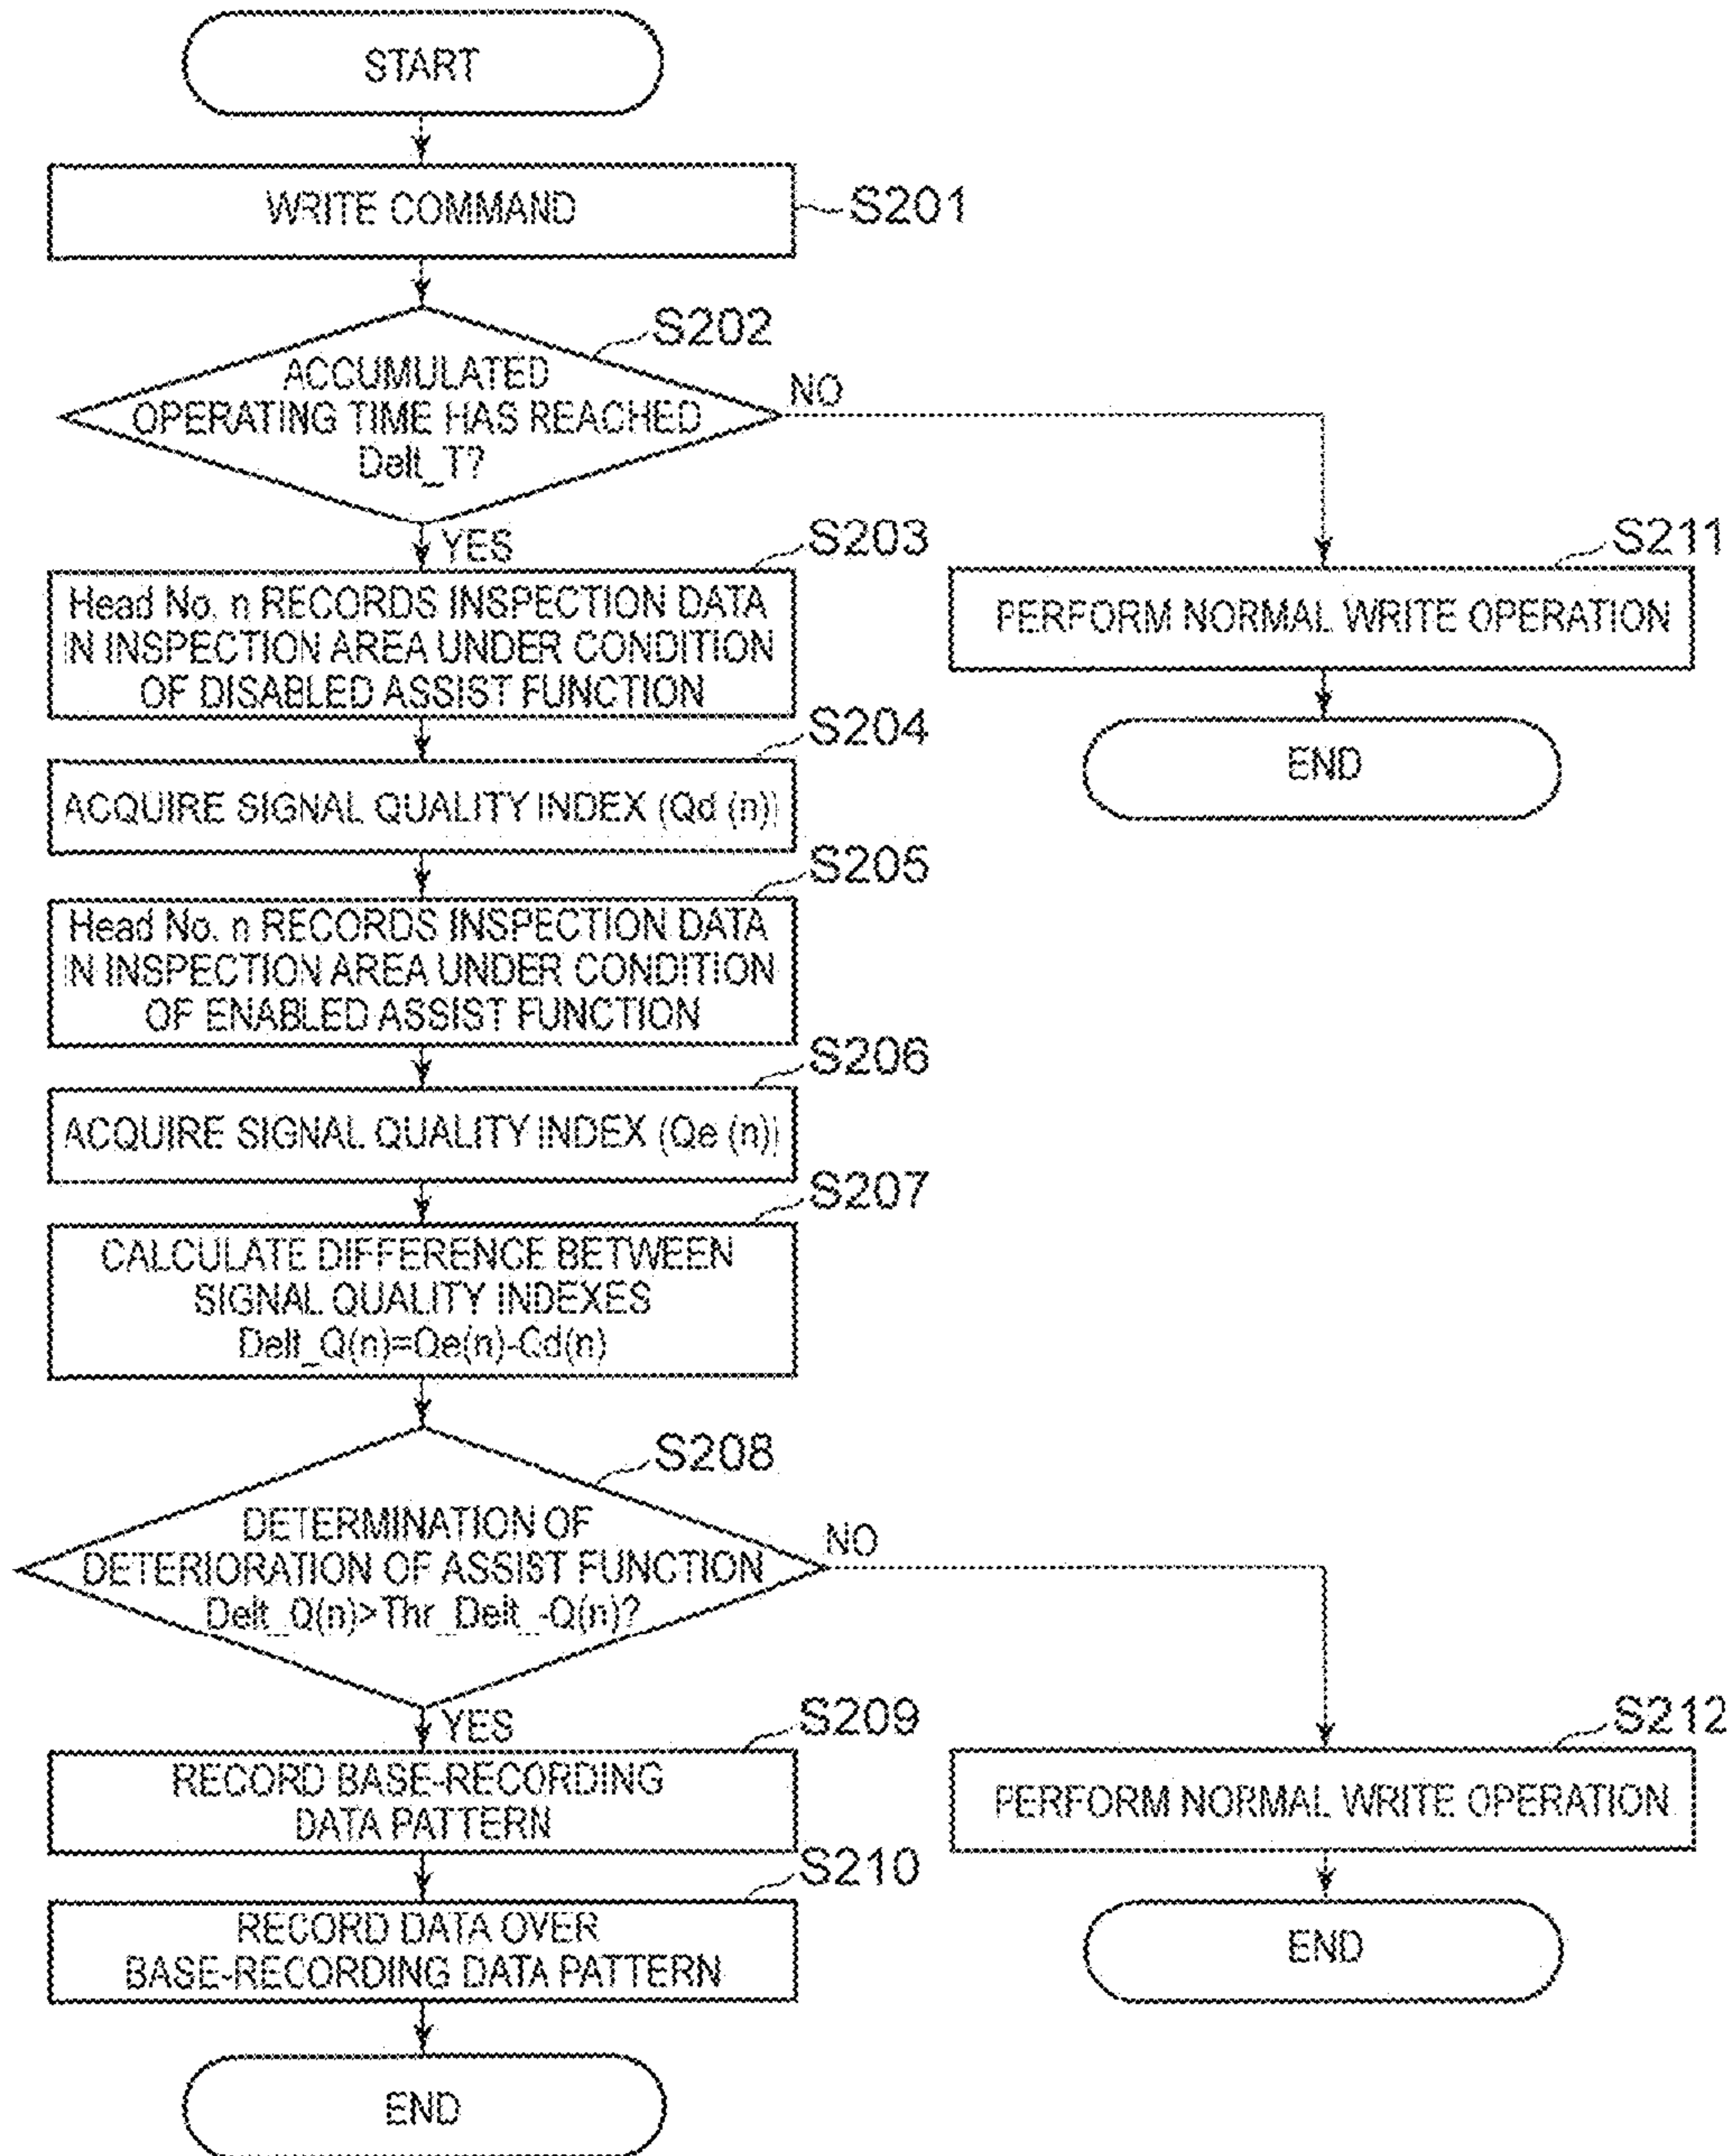 START
WRITE COMMAND
S201
S202
ACCUMULATED
OPERATING TIME HAS REACHED
Delt_T?
NO
YES
S203
Head No. n RECORDS INSPECTION DATA
IN INSPECTION AREA UNDER CONDITION
OF DISABLED ASSIST FUNCTION
S211
PERFORM NORMAL WRITE OPERATION
END
S204
ACQUIRE SIGNAL QUALITY INDEX (Qd (n))
S205
Head No. n RECORDS INSPECTION DATA
IN INSPECTION AREA UNDER CONDITION
OF ENABLED ASSIST FUNCTION
S206
ACQUIRE SIGNAL QUALITY INDEX (Qe (n))
S207
CALCULATE DIFFERENCE BETWEEN
SIGNAL QUALITY INDEXES
Delt_Q(n)=Qe(n)-Qd(n)
S208
DETERMINATION OF
DETERIORATION OF ASSIST FUNCTION
Delt_Q(n)>Thr_Delt_-Q(n)?
NO
YES
S209
RECORD BASE-RECORDING
DATA PATTERN
S212
PERFORM NORMAL WRITE OPERATION
END
S210
RECORD DATA OVER
BASE-RECORDING DATA PATTERN
END